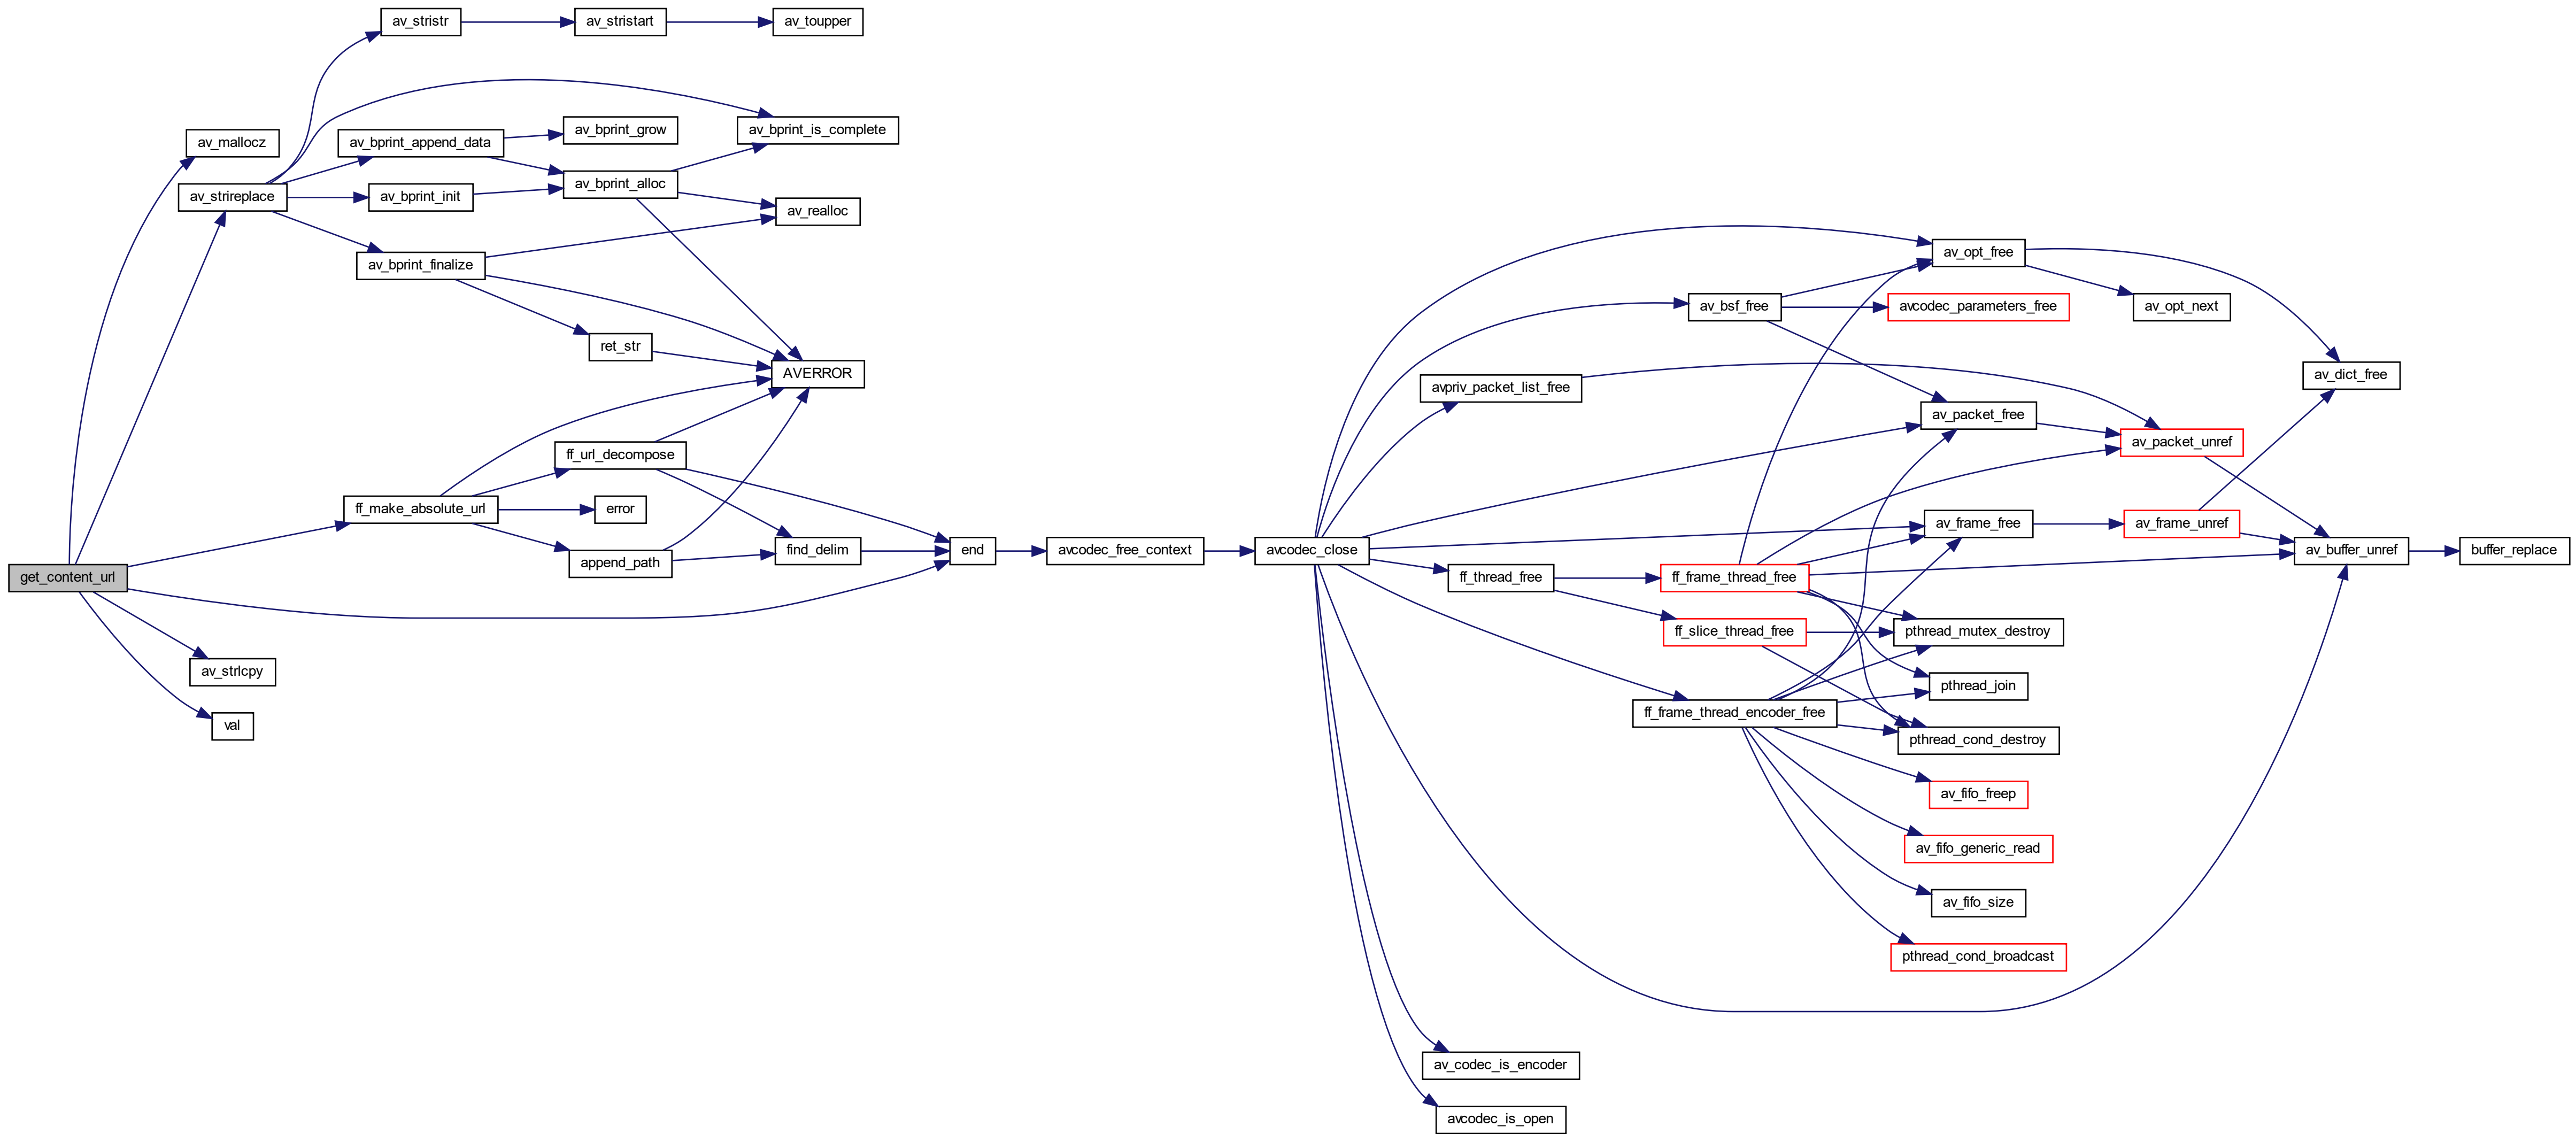 get_content_url
av_mallocz
av_strireplace
av_stristr
av_stristart
av_toupper
av_bprint_append_data
av_bprint_grow
av_bprint_is_complete
av_bprint_init
av_bprint_alloc
av_realloc
av_bprint_finalize
ret_str
AVERROR
ff_make_absolute_url
ff_url_decompose
error
append_path
find_delim
end
av_strlcpy
val
avcodec_free_context
avcodec_close
av_opt_free
av_bsf_free
avcodec_parameters_free
av_opt_next
av_dict_free
avpriv_packet_list_free
av_packet_free
av_packet_unref
av_frame_free
av_frame_unref
av_buffer_unref
buffer_replace
ff_thread_free
ff_frame_thread_free
ff_slice_thread_free
pthread_mutex_destroy
pthread_join
ff_frame_thread_encoder_free
pthread_cond_destroy
av_fifo_freep
av_fifo_generic_read
av_fifo_size
pthread_cond_broadcast
av_codec_is_encoder
avcodec_is_open